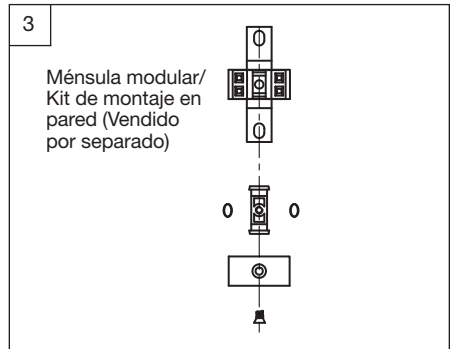 3
Ménsula modular/
Kit de montaje en
pared (Vendido
por separado)